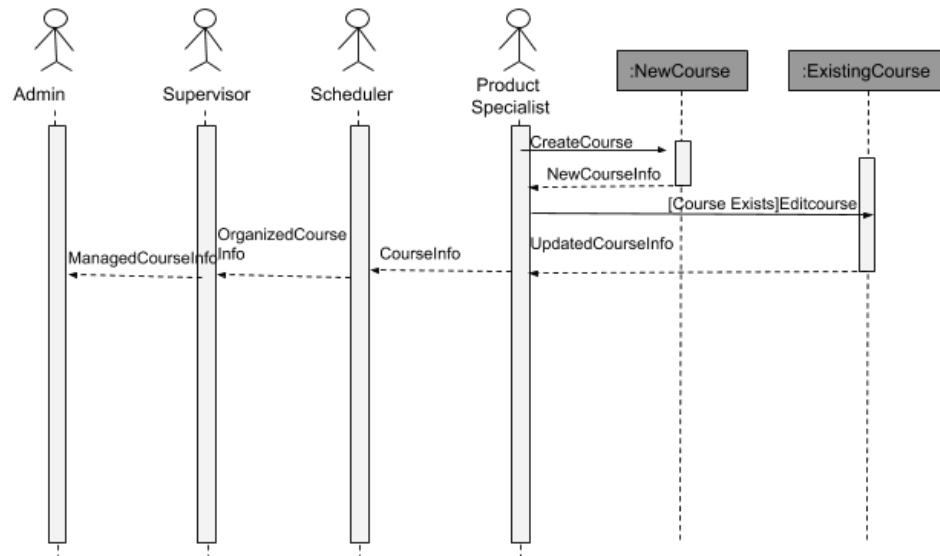 Admin
Supervisor
Scheduler
Product
Specialist
:NewCourse
:ExistingCourse
CreateCourse
NewCourseInfo
[Course Exists]Editcourse
UpdatedCourseInfo
CourseInfo
OrganizedCourse
Info
ManagedCourseInfo